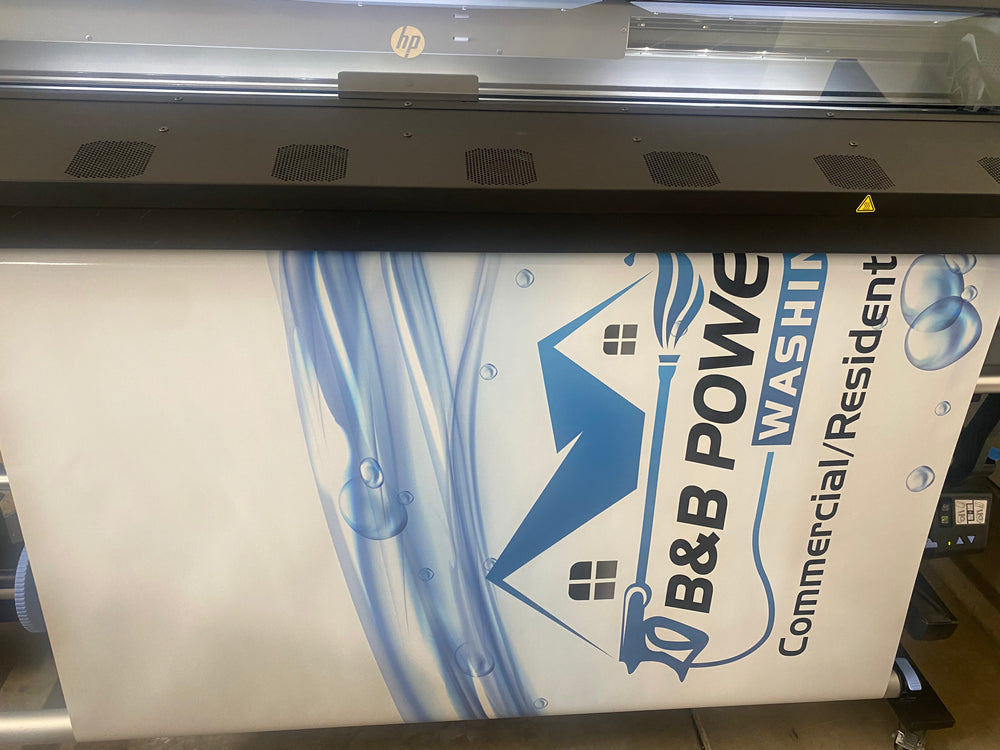 hp
B&B POWE
WASHIN
Commercial/Resident